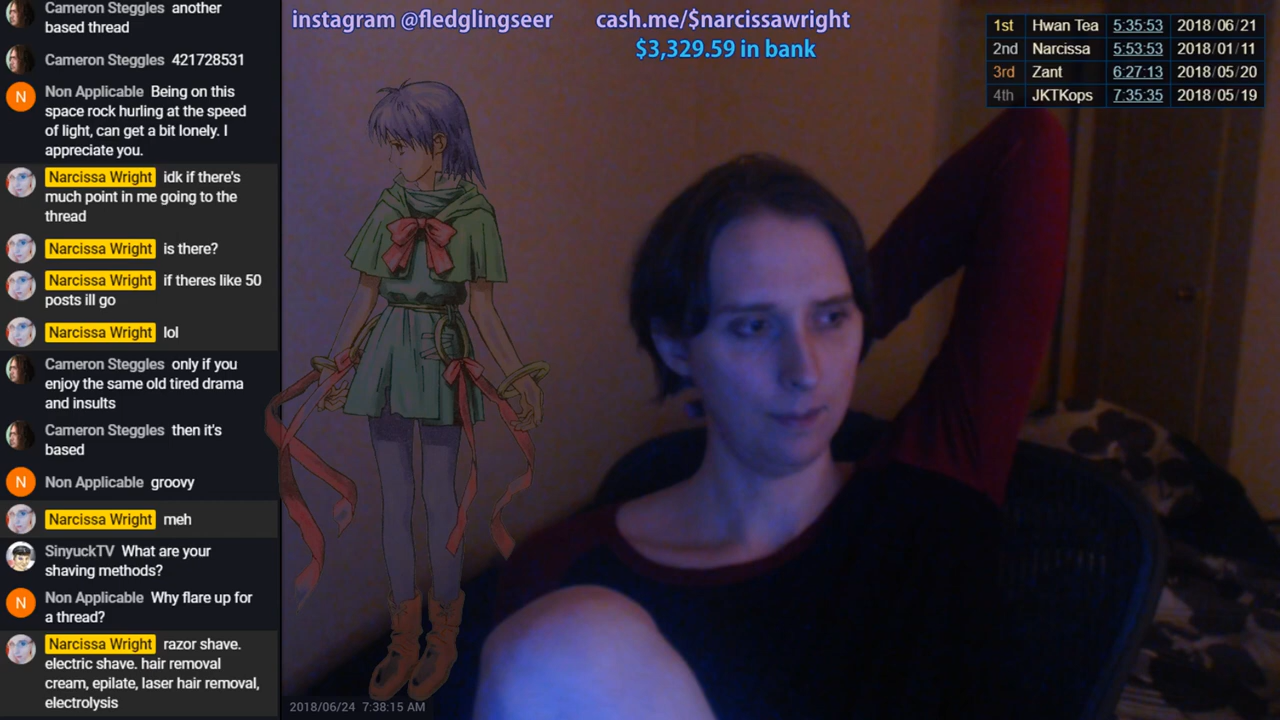 Cameron Steggles another
based thread
Cameron Steggles 421728531
N
Non Applicable Being on this
space rock hurling at the speed
of light, can get a bit lonely. I
appreciate you.
Narcissa Wright idk if there's
much point in me going to the
thread
Narcissa Wright is there?
Narcissa Wright if theres like 50
posts ill go
Narcissa Wright lol
Cameron Steggles only if you
enjoy the same old tired drama
and insults
Cameron Steggles then it's
based
N
Non Applicable groovy
Narcissa Wright meh
SinyuckTV What are your
shaving methods?
N
Non Applicable Why flare up for
a thread?
Narcissa Wright razor shave.
electric shave. hair removal
cream, epilate, laser hair removal,
electrolysis
instagram @fledglingseer
cash.me/$narcissawright
$3,329.59 in bank
1st Hwan Tea 5:35:53 2018/06/21
2nd Narcissa 5:53:53 2018/01/11
3rd Zant 6:27:13 2018/05/20
4th JKTKops 7:35:35 2018/05/19
2018/06/24 7:38:15 AM